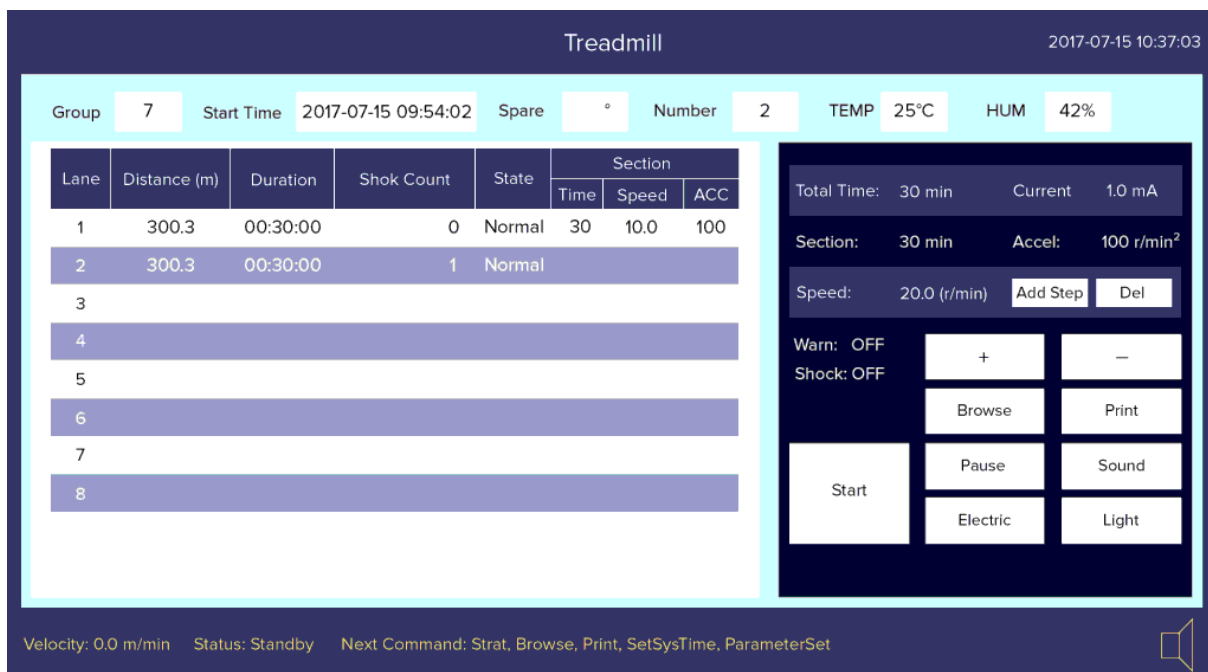 Treadmill
2017-07-15 10:37:03
Group 7 Start Time 2017-07-15 09:54:02 Spare ° Number 2 TEMP 25°C HUM 42%
Lane Distance (m) Duration Shok Count State Section
Time Speed ACC
1 300.3 00:30:00 0 Normal 30 10.0 100
2 300.3 00:30:00 1 Normal
3
4
5
6
7
8
Total Time: 30 min Current 1.0 mA
Section: 30 min Accel: 100 r/min²
Speed: 20.0 (r/min) Add Step Del
Warn: OFF
Shock: OFF
+ —
Browse Print
Start
Pause Sound
Electric Light
Velocity: 0.0 m/min Status: Standby Next Command: Strat, Browse, Print, SetSysTime, ParameterSet